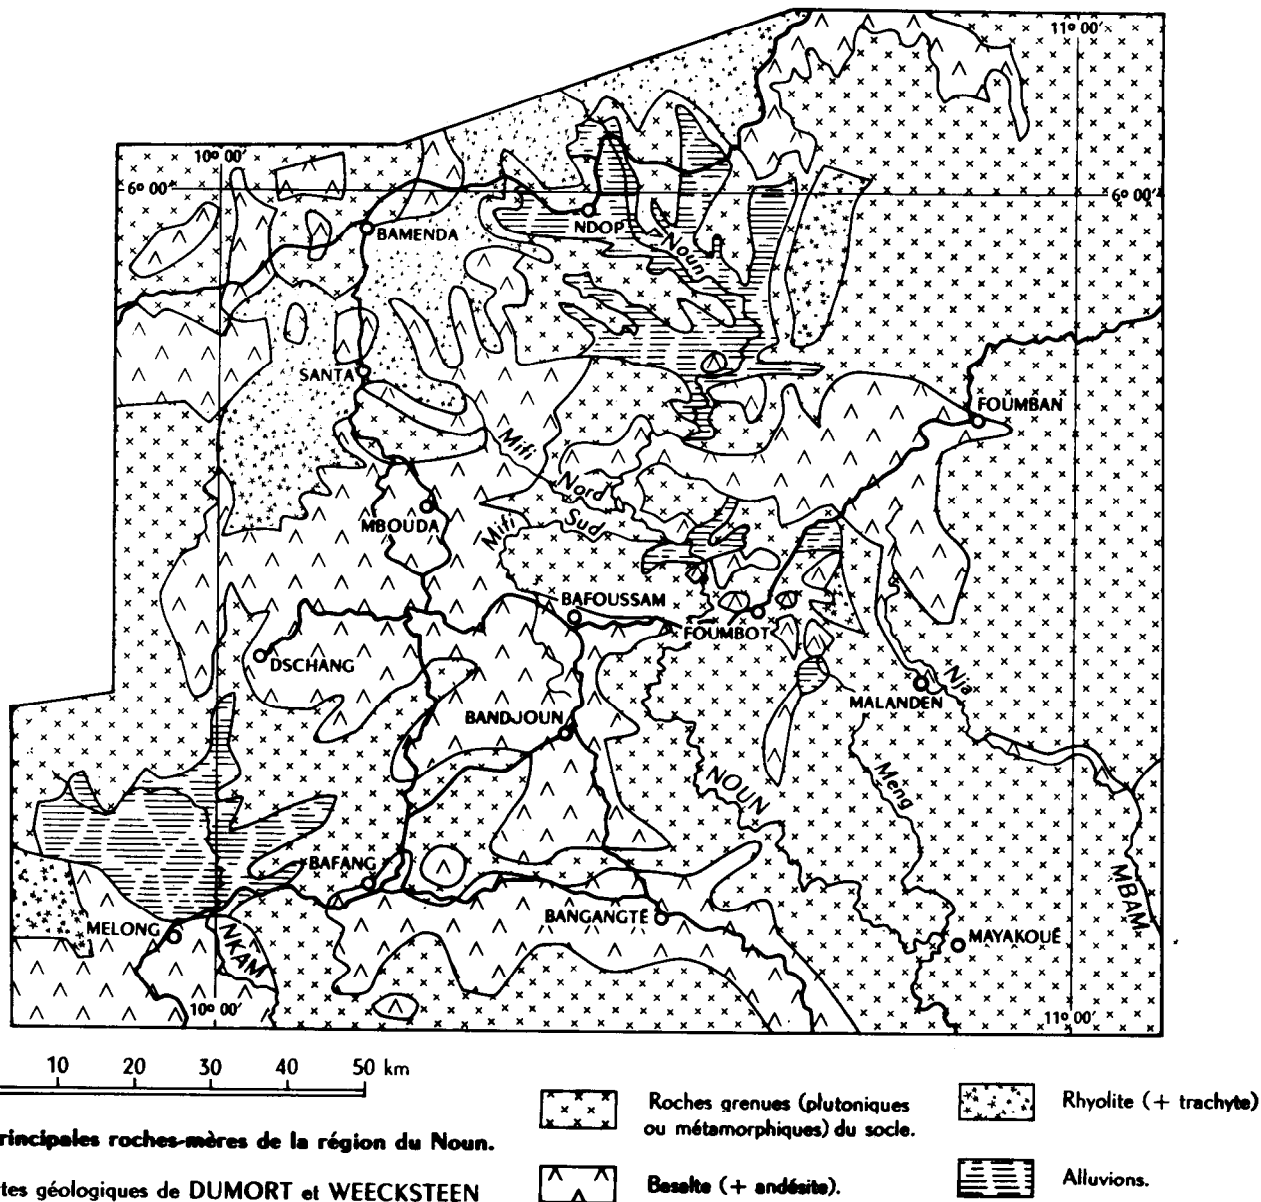 11° 00'
10° 00'
6° 00'
6° 00'
BAMENDA
NDOP
Noun
SANTA
FOUMBAN
Mifi
Nord
MBOUDA
Mifi
Sud
BAFOUSSAM
FOUMBOT
DSCHANG
Nja
MALANDEN
BANDJOUN
NOUN
Meng
BAFANG
MBAM
BANGANGTÉ
MELONG
NKAM
MAYAKOUÉ
10° 00'
11° 00'
10 20 30 40 50 km
Roches grenues (plutoniques
ou métamorphiques) du socle.
Rhyolite (+ trachyte)
rincipales roches-mères de la région du Noun.
Basalte (+ andésite).
Alluvions.
tes géologiques de DUMORT et WEECKSTEEN